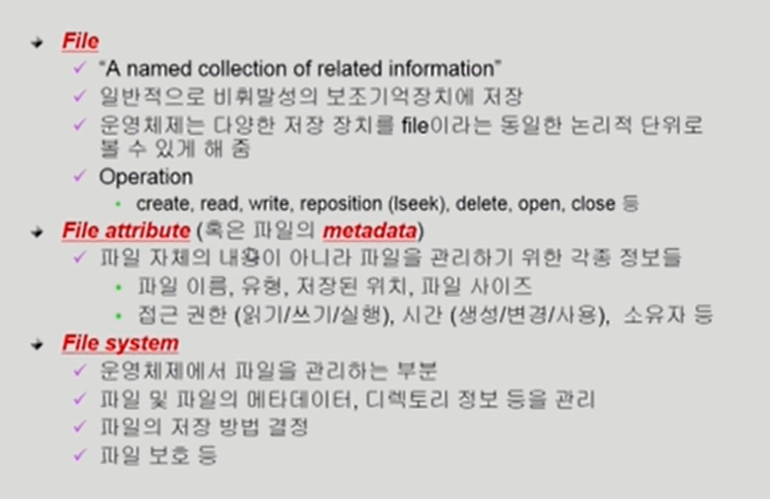 File
"A named collection of related information"
일반적으로 비휘발성의 보조기억장치에 저장
운영체제는 다양한 저장 장치를 file이라는 동일한 논리적 단위로
볼 수 있게 해 줌
Operation
create, read, write, reposition (lseek), delete, open, close 등
File attribute (혹은 파일의 metadata)
파일 자체의 내용이 아니라 파일을 관리하기 위한 각종 정보들
파일 이름, 유형, 저장된 위치, 파일 사이즈
접근 권한 (읽기/쓰기/실행), 시간 (생성/변경/사용), 소유자 등
File system
운영체제에서 파일을 관리하는 부분
파일 및 파일의 메타데이터, 디렉토리 정보 등을 관리
파일의 저장 방법 결정
파일 보호 등